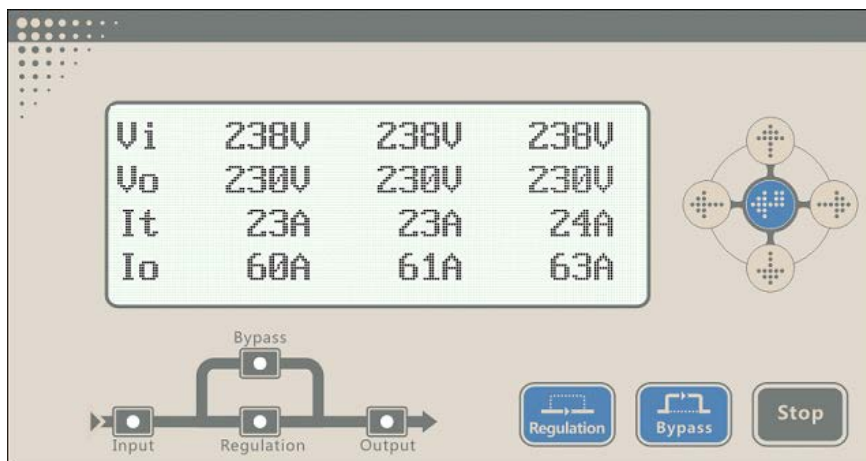 Vi 238V 238V 238V
Vo 230V 230V 230V
It 23A 23A 24A
Io 60A 61A 63A
Bypass
Input Regulation Output
Regulation Bypass Stop